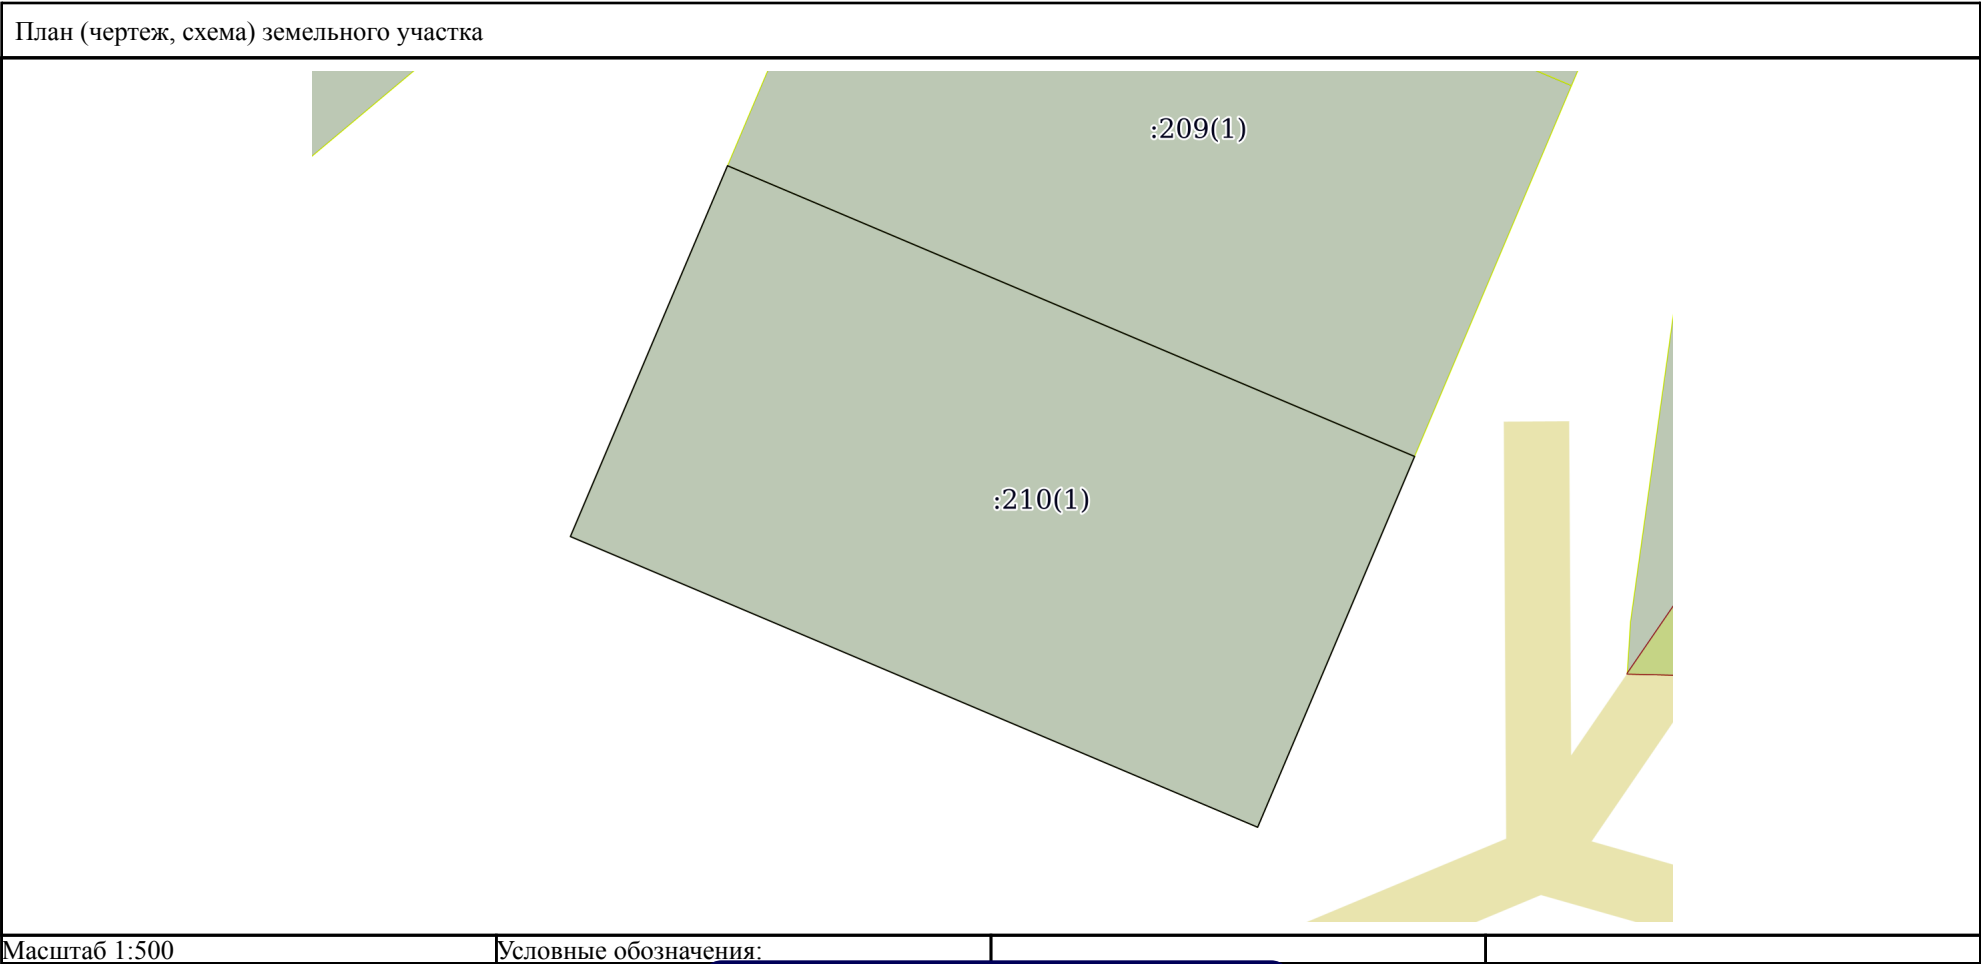 План (чертеж, схема) земельного участка
:209(1)
:210(1)
Масштаб 1:500
Условные обозначения: